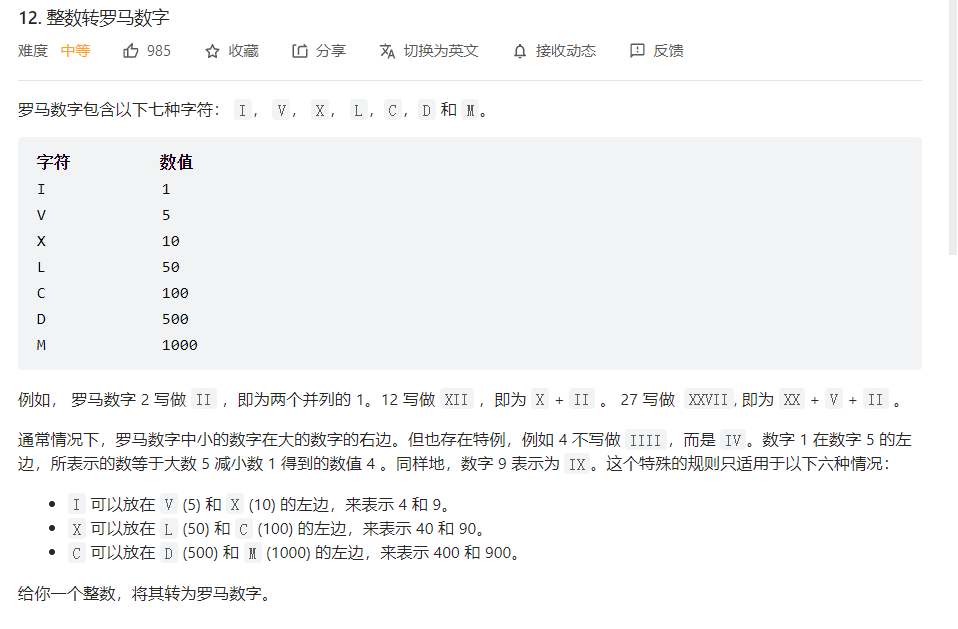 12. 整数转罗马数字
难度 中等 985 收藏 分享 切换为英文 接收动态 反馈
罗马数字包含以下七种字符： I， V， X， L，C，D 和 M。
字符 数值
I 1
V 5
X 10
L 50
C 100
D 500
M 1000
例如， 罗马数字 2 写做 II ，即为两个并列的 1。12 写做 XII ，即为 X + II 。 27 写做 XXVII, 即为 XX + V + II 。
通常情况下，罗马数字中小的数字在大的数字的右边。但也存在特例，例如 4 不写做 IIII，而是 IV。数字 1 在数字 5 的左
边，所表示的数等于大数 5 减小数 1 得到的数值 4 。同样地，数字 9 表示为 IX。这个特殊的规则只适用于以下六种情况：
• I 可以放在 V (5) 和 X (10) 的左边，来表示 4 和 9。
• X 可以放在 L (50) 和 C (100) 的左边，来表示 40 和 90。
• C 可以放在 D (500) 和 M (1000) 的左边，来表示 400 和 900。
给你一个整数，将其转为罗马数字。